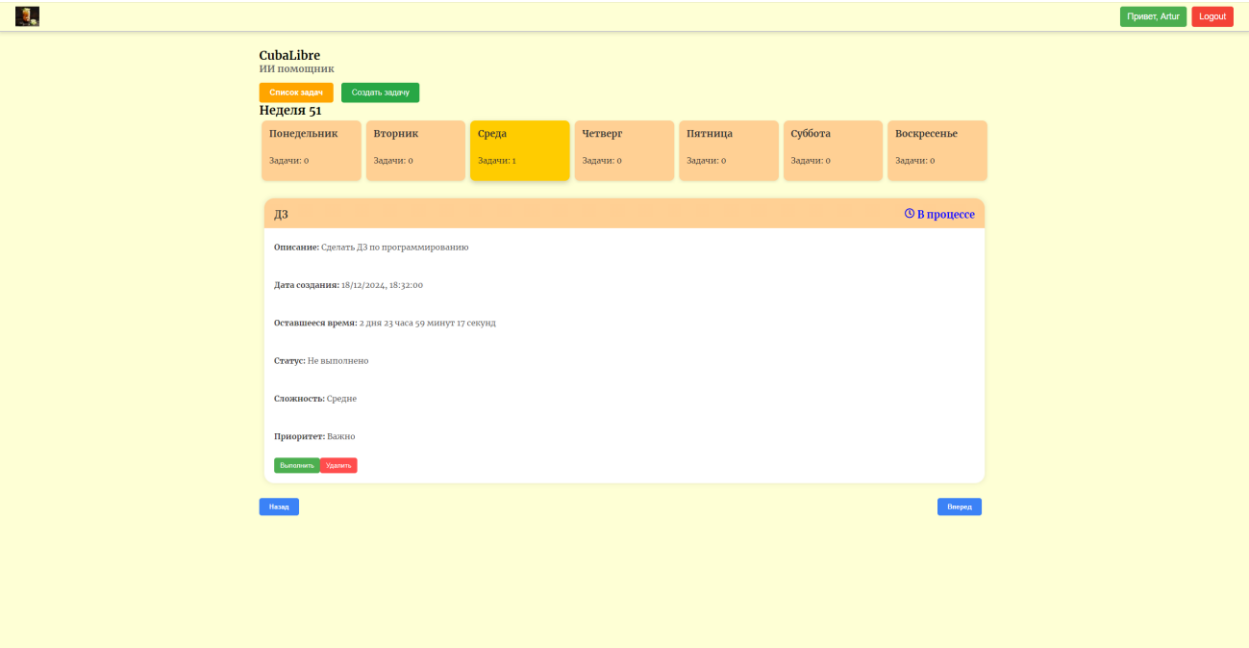 Привет, Artur Logout
CubaLibre
ИИ помощник
Список задач Создать задачу
Неделя 51
Понедельник Вторник Среда Четверг Пятница Суббота Воскресенье
Задачи: 0 Задачи: 0 Задачи: 1 Задачи: 0 Задачи: 0 Задачи: 0 Задачи: 0
ДЗ В процессе
Описание: Сделать ДЗ по программированию
Дата создания: 18/12/2024, 18:32:00
Оставшееся время: 2 дня 23 часа 59 минут 17 секунд
Статус: Не выполнено
Сложность: Средне
Приоритет: Важно
Выполнить Удалить
Назад Вперед